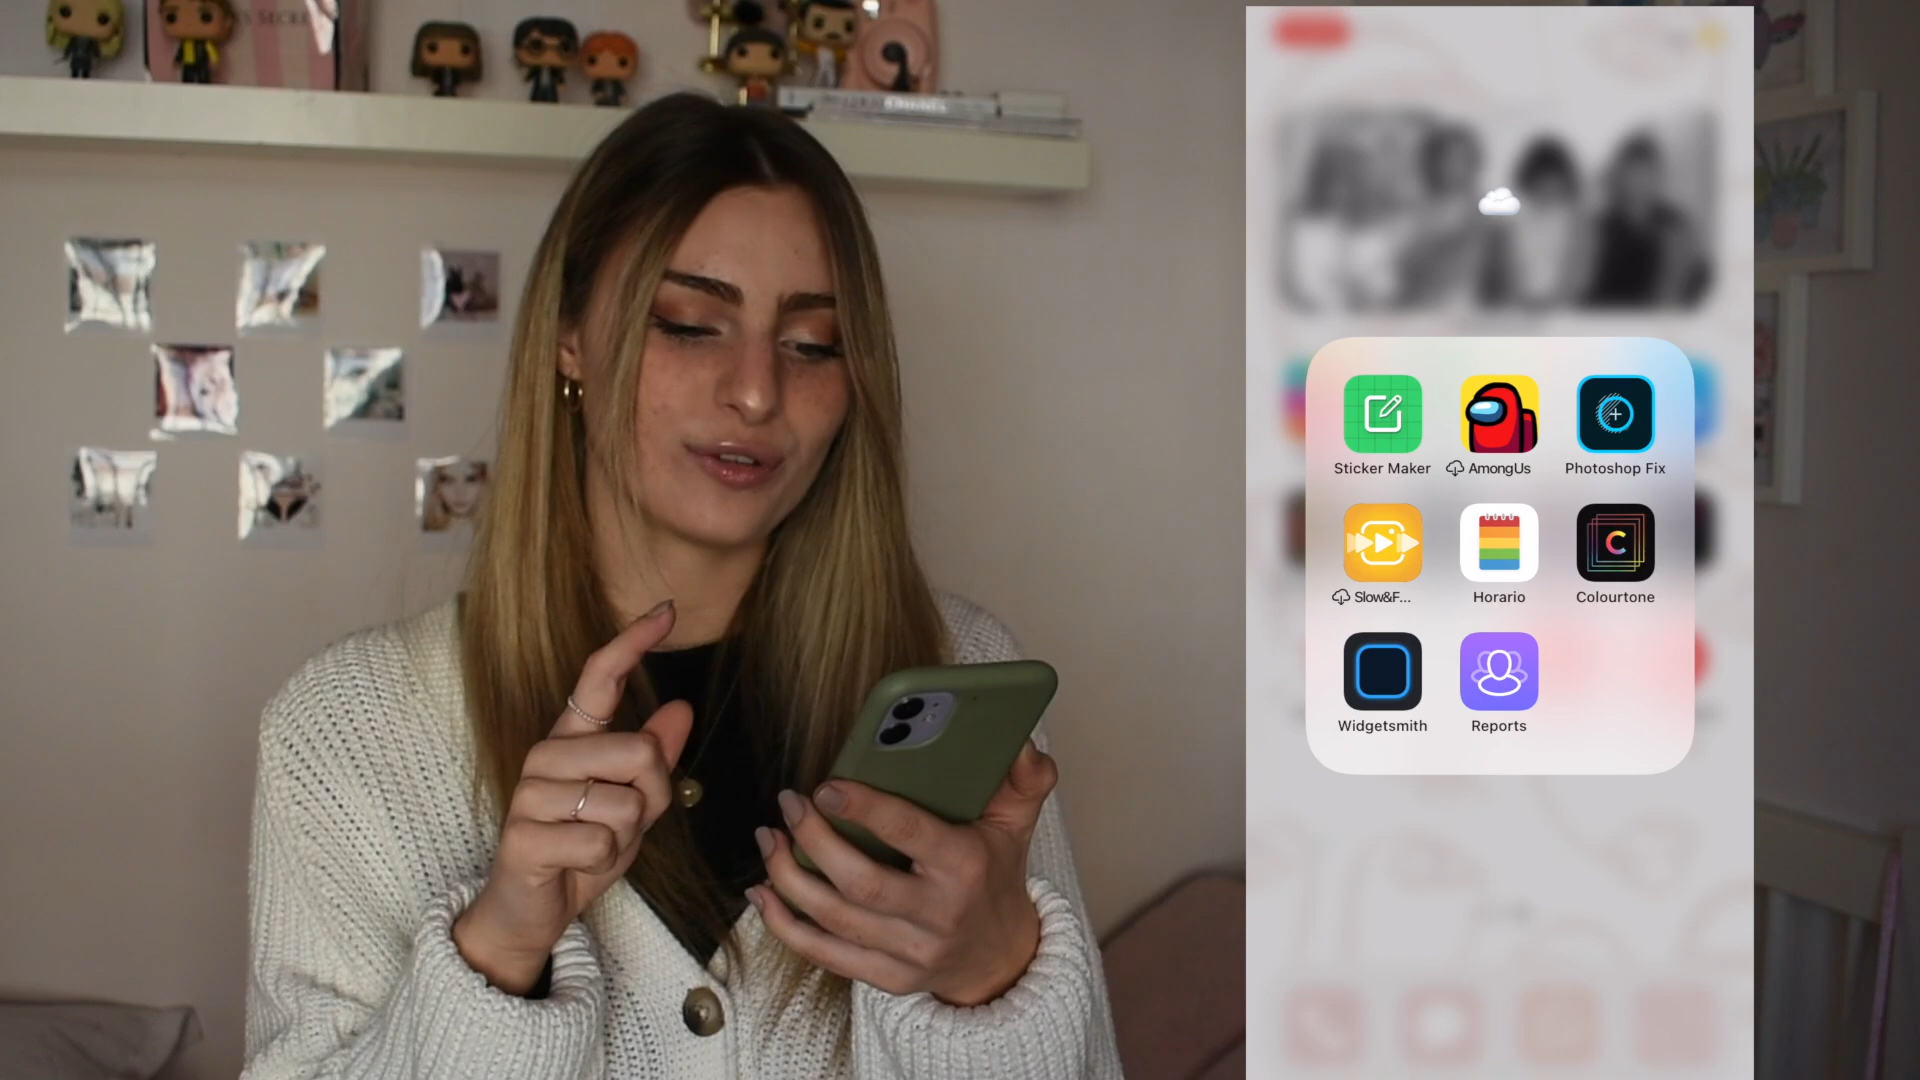 Sticker Maker
AmongUs
Photoshop Fix
Slow&F...
Horario
C
Colourtone
Widgetsmith
Reports